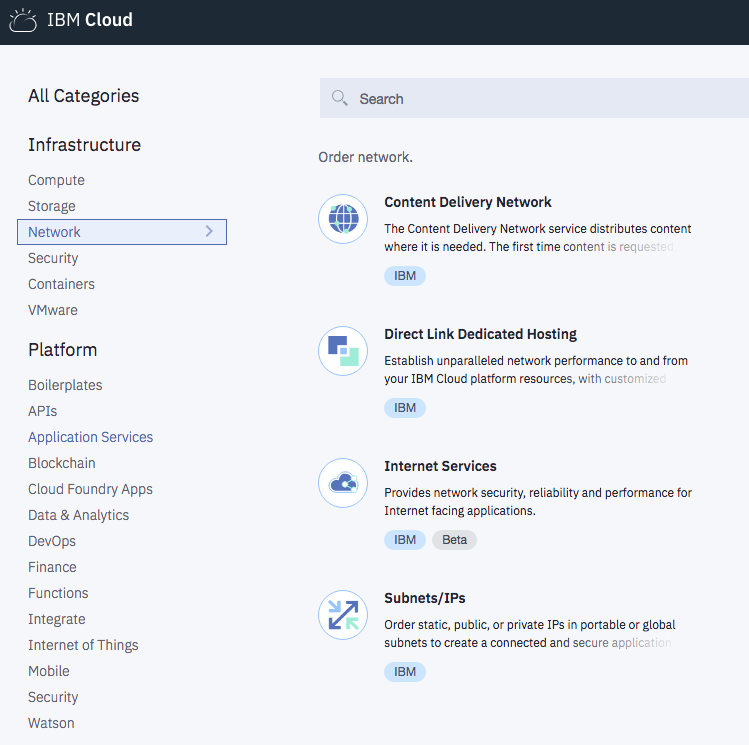 IBM Cloud
All Categories
Infrastructure
Compute
Storage
Network
Security
Containers
VMware
Platform
Boilerplates
APIs
Application Services
Blockchain
Cloud Foundry Apps
Data & Analytics
DevOps
Finance
Functions
Integrate
Internet of Things
Mobile
Security
Watson
Search
Order network.
Content Delivery Network
The Content Delivery Network service distributes content
where it is needed. The first time content is requested,
IBM
Direct Link Dedicated Hosting
Establish unparalleled network performance to and from
your IBM Cloud platform resources, with customized
IBM
Internet Services
Provides network security, reliability and performance for
Internet facing applications.
IBM Beta
Subnets/IPs
Order static, public, or private IPs in portable or global
subnets to create a connected and secure application
IBM